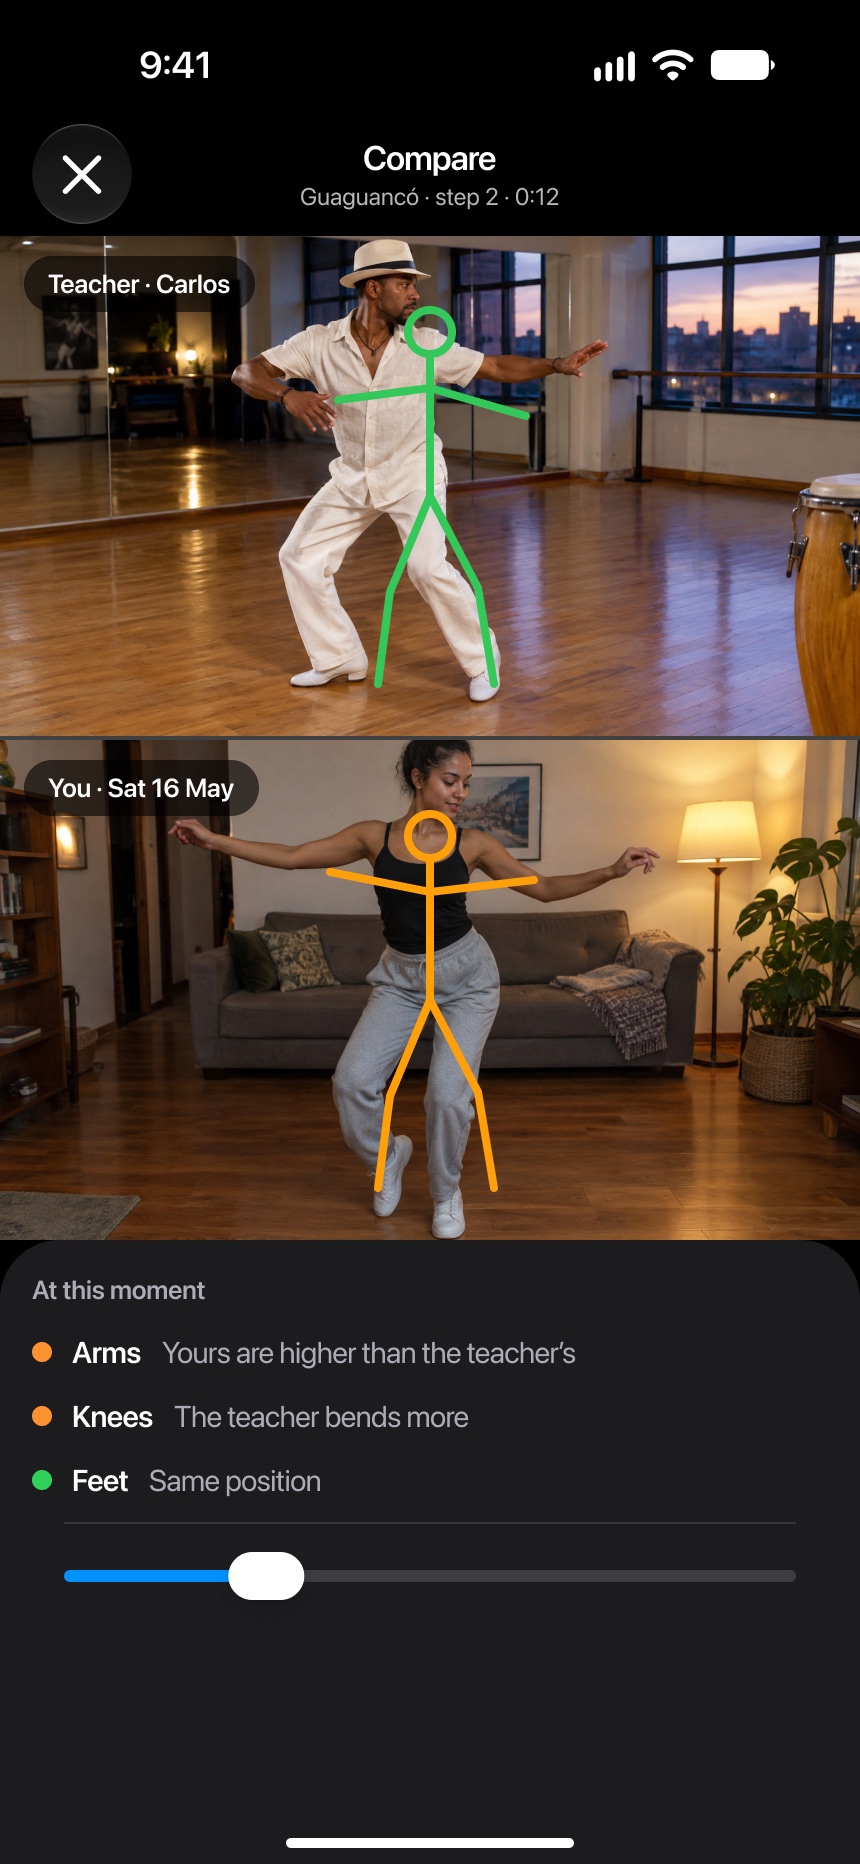 9:41
Compare
Guaguancó · step 2 · 0:12
Teacher · Carlos
You · Sat 16 May
At this moment
Arms Yours are higher than the teacher’s
Knees The teacher bends more
Feet Same position